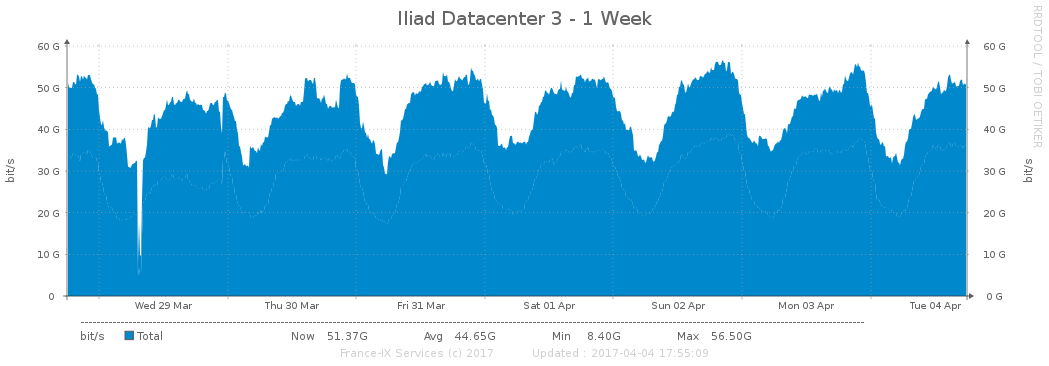 Iliad Datacenter 3 - 1 Week
RRDTOOL / TOBI OETIKER
60 G 60 G
50 G 50 G
40 G 40 G
30 G 30 G
20 G 20 G
10 G 10 G
0 0 G
bit/s bit/s
Wed 29 Mar Thu 30 Mar Fri 31 Mar Sat 01 Apr Sun 02 Apr Mon 03 Apr Tue 04 Apr
bit/s Total Now 51.37G Avg 44.65G Min 8.40G Max 56.50G
France-IX Services (c) 2017 Updated : 2017-04-04 17:55:09